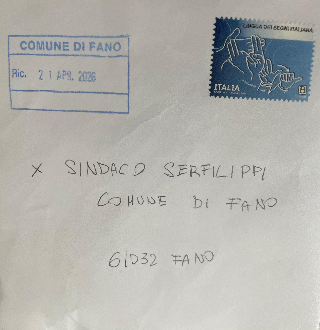 COMUNE DI FANO
Ric. 21 APR. 2026
LINGUA DEI SEGNI ITALIANA
ITALIA
B
X SINDACO SERFILIPPI
COMUNE DI FANO
61032 FANO